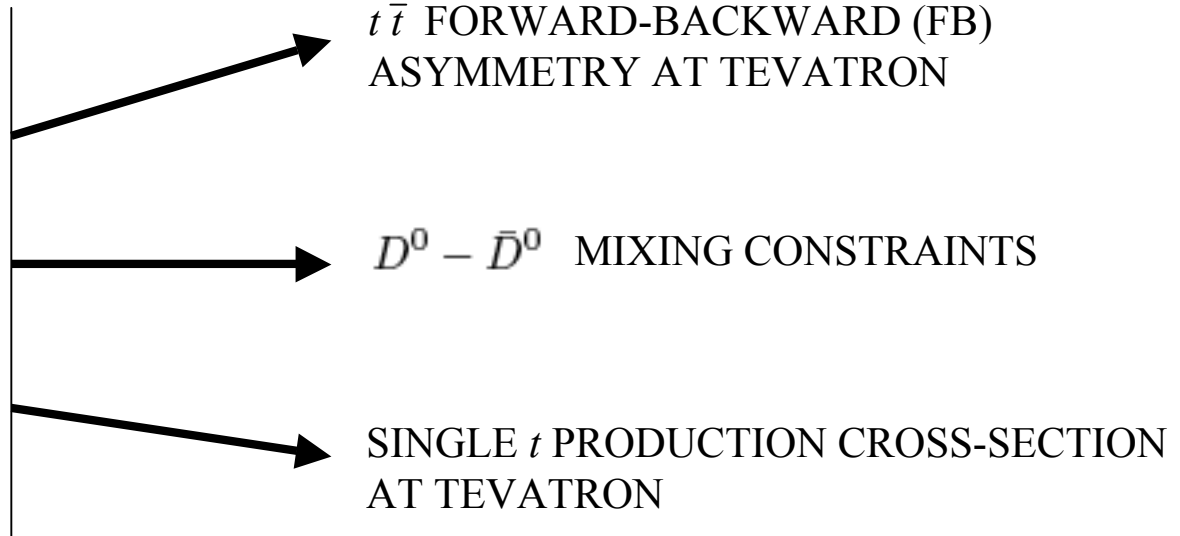 t t̄ FORWARD-BACKWARD (FB)
ASYMMETRY AT TEVATRON
D⁰ − D̄⁰ MIXING CONSTRAINTS
SINGLE t PRODUCTION CROSS-SECTION
AT TEVATRON